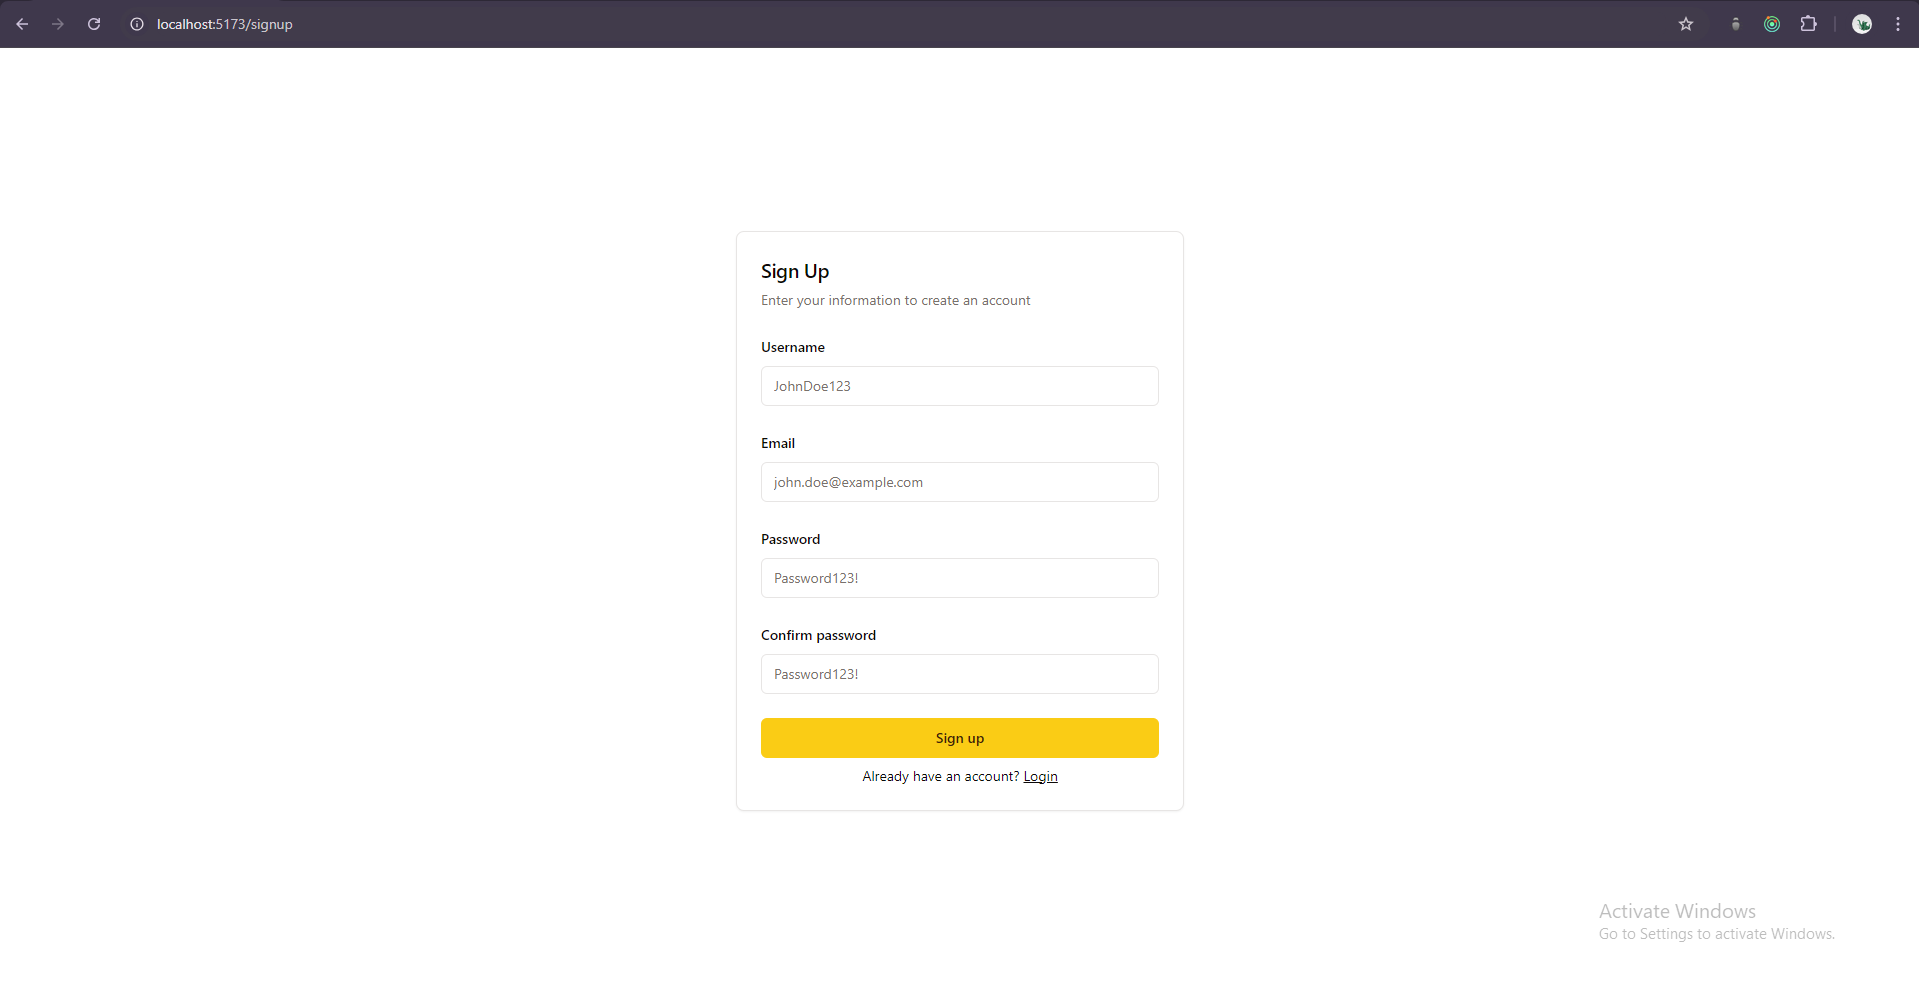 localhost:5173/signup
Sign Up
Enter your information to create an account
Username
JohnDoe123
Email
john.doe@example.com
Password
Password123!
Confirm password
Password123!
Sign up
Already have an account? Login
Activate Windows
Go to Settings to activate Windows.